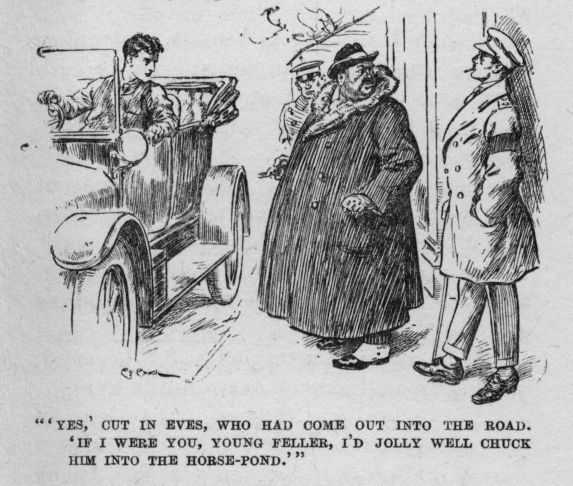 "'YES,' CUT IN EVES, WHO HAD COME OUT INTO THE ROAD.
'IF I WERE YOU, YOUNG FELLER, I'D JOLLY WELL CHUCK
HIM INTO THE HORSE-POND.'"